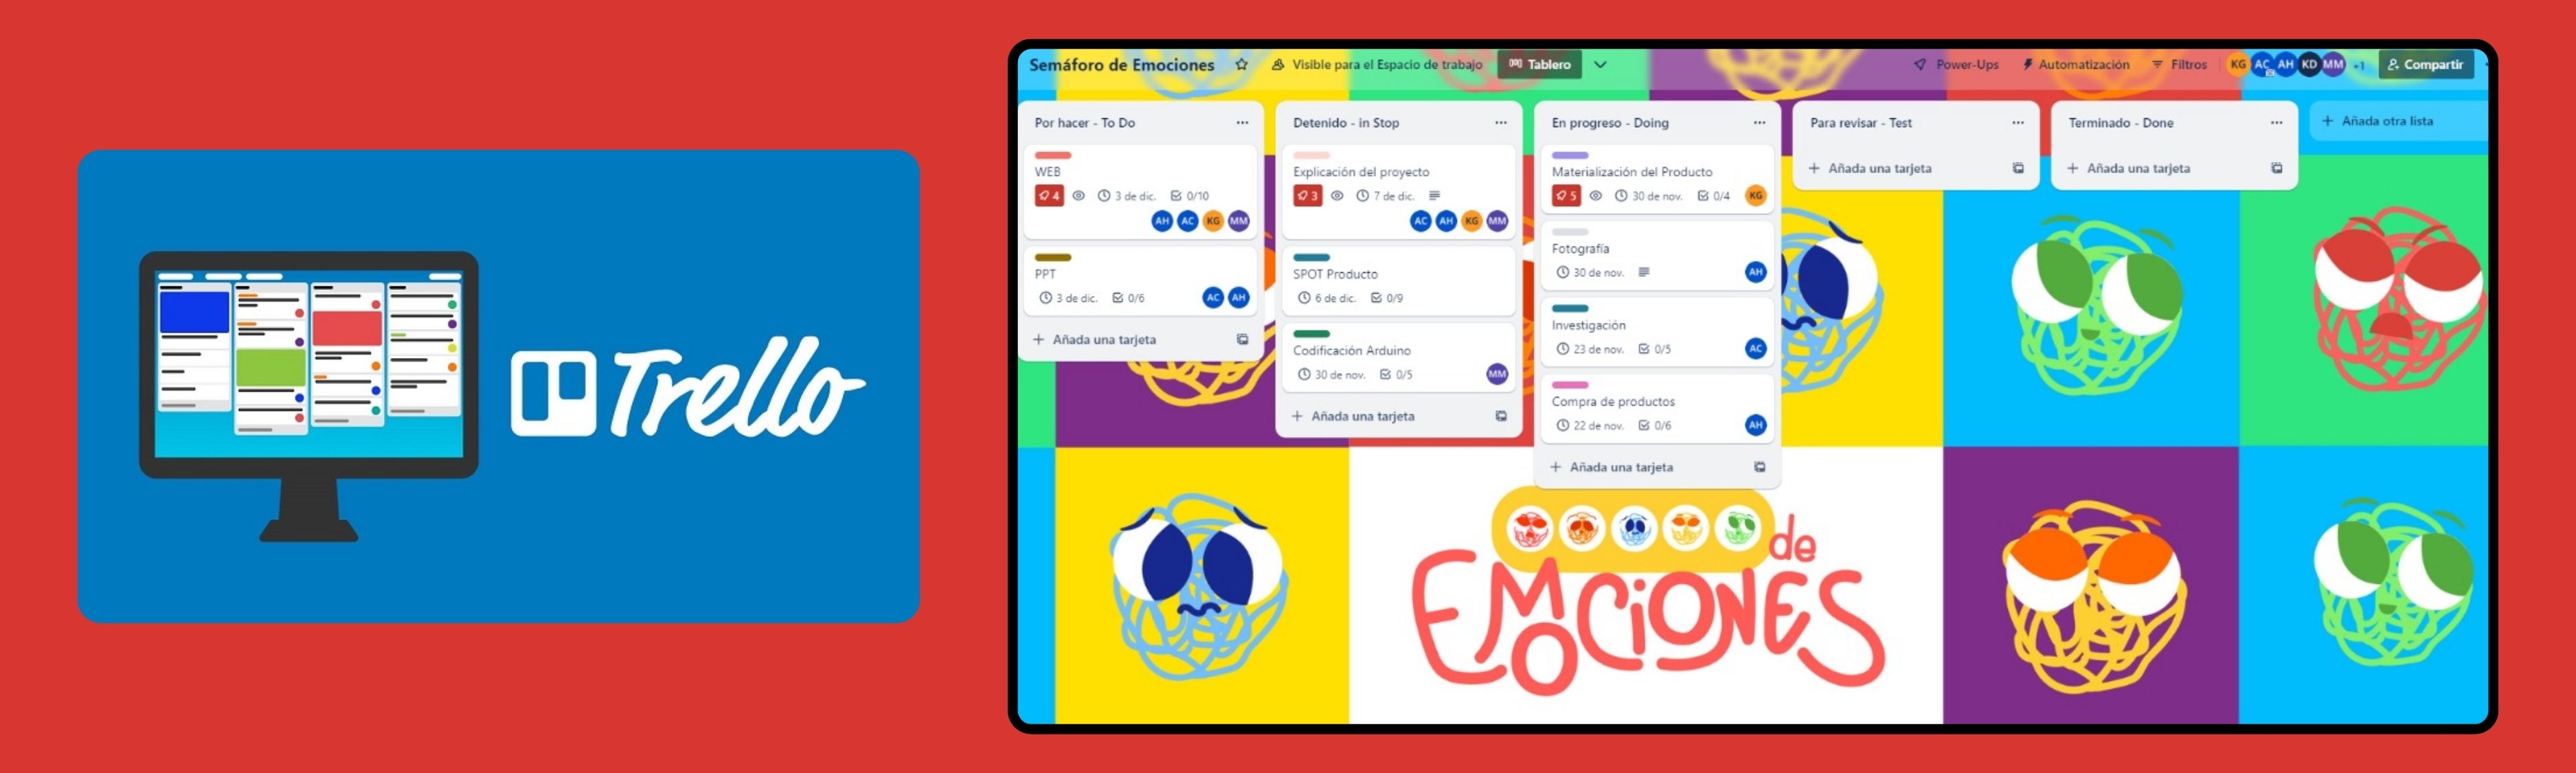 Trello
Semáforo de Emociones
Visible para el Espacio de trabajo
Tablero
Power-Ups
Automatización
Filtros
KG AC AH KD MM +1
Compartir
Por hacer - To Do
WEB
4 3 de dic. 0/10
AH AC KG MM
PPT
3 de dic. 0/6 AC AH
+ Añada una tarjeta
Detenido - in Stop
Explicación del proyecto
3 7 de dic.
AC AH KG MM
SPOT Producto
6 de dic. 0/9
Codificación Arduino
30 de nov. 0/5 MM
+ Añada una tarjeta
En progreso - Doing
Materialización del Producto
5 30 de nov. 0/4 KG
Fotografía
30 de nov. AH
Investigación
23 de nov. 0/5 AC
Compra de productos
22 de nov. 0/6 AH
+ Añada una tarjeta
Para revisar - Test
+ Añada una tarjeta
Terminado - Done
+ Añada una tarjeta
+ Añada otra lista
de
EMOCiONES